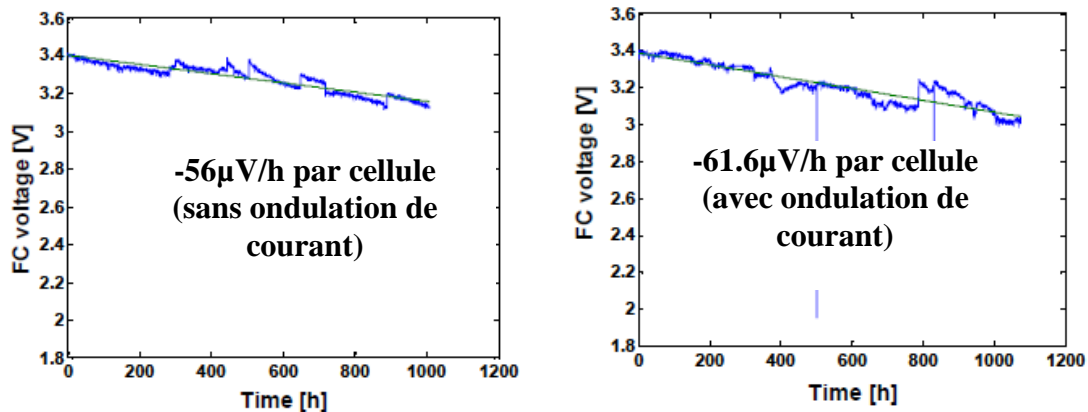 3.6
3.4
3.2
3
2.8
2.6
2.4
2.2
2
1.8
FC voltage [V]
-56µV/h par cellule
(sans ondulation de
courant)
0 200 400 600 800 1000 1200
Time [h]
3.6
3.4
3.2
3
2.8
2.6
2.4
2.2
2
1.8
FC voltage [V]
-61.6µV/h par cellule
(avec ondulation de
courant)
0 200 400 600 800 1000 1200
Time [h]